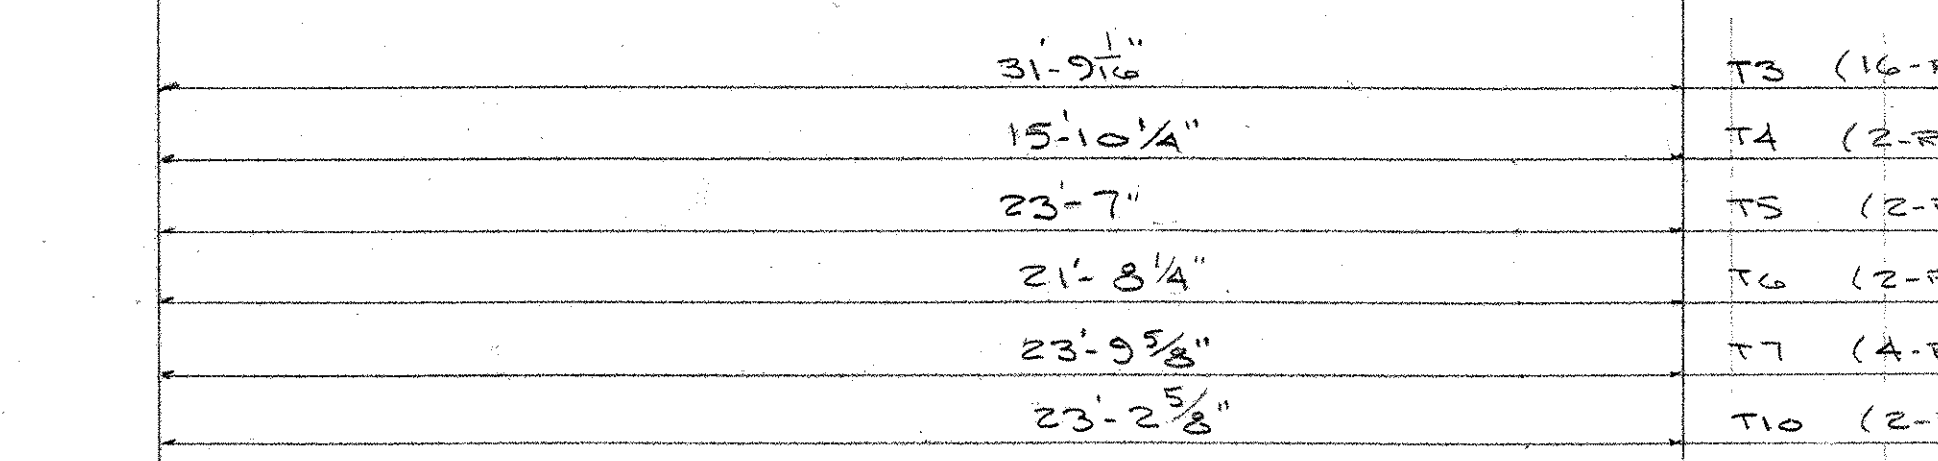 31'-9 1/16" T3 (16-R
15'-10 1/4" T4 (2-R
23'-7" T5 (2-
21'-8 1/4" T6 (2-R
23'-9 5/8" T7 (4-R
23'-2 5/8" T10 (2-